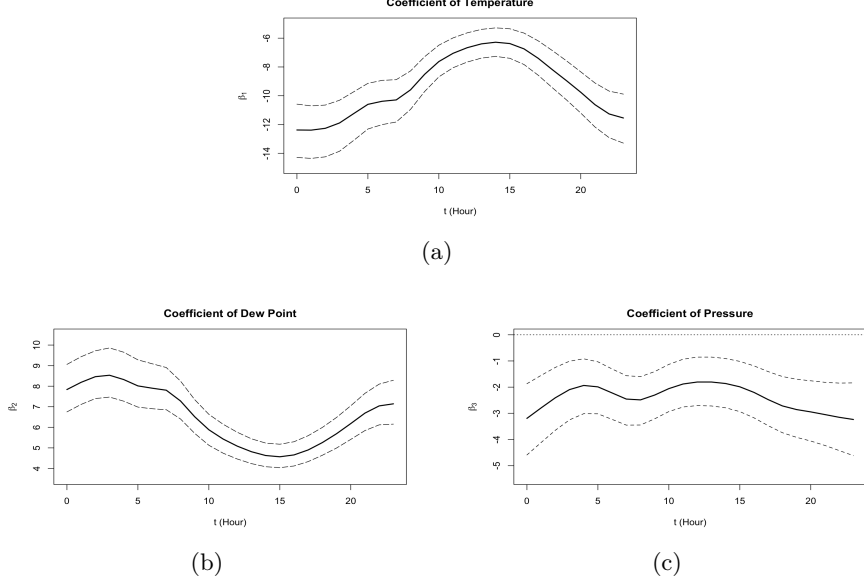 Coefficient of Temperature
-6
-8
-10
-12
-14
β1
0 5 10 15 20
t (Hour)
(a)
Coefficient of Dew Point
10
9
8
7
6
5
4
β2
0 5 10 15 20
t (Hour)
(b)
Coefficient of Pressure
0
-1
-2
-3
-4
-5
β3
0 5 10 15 20
t (Hour)
(c)